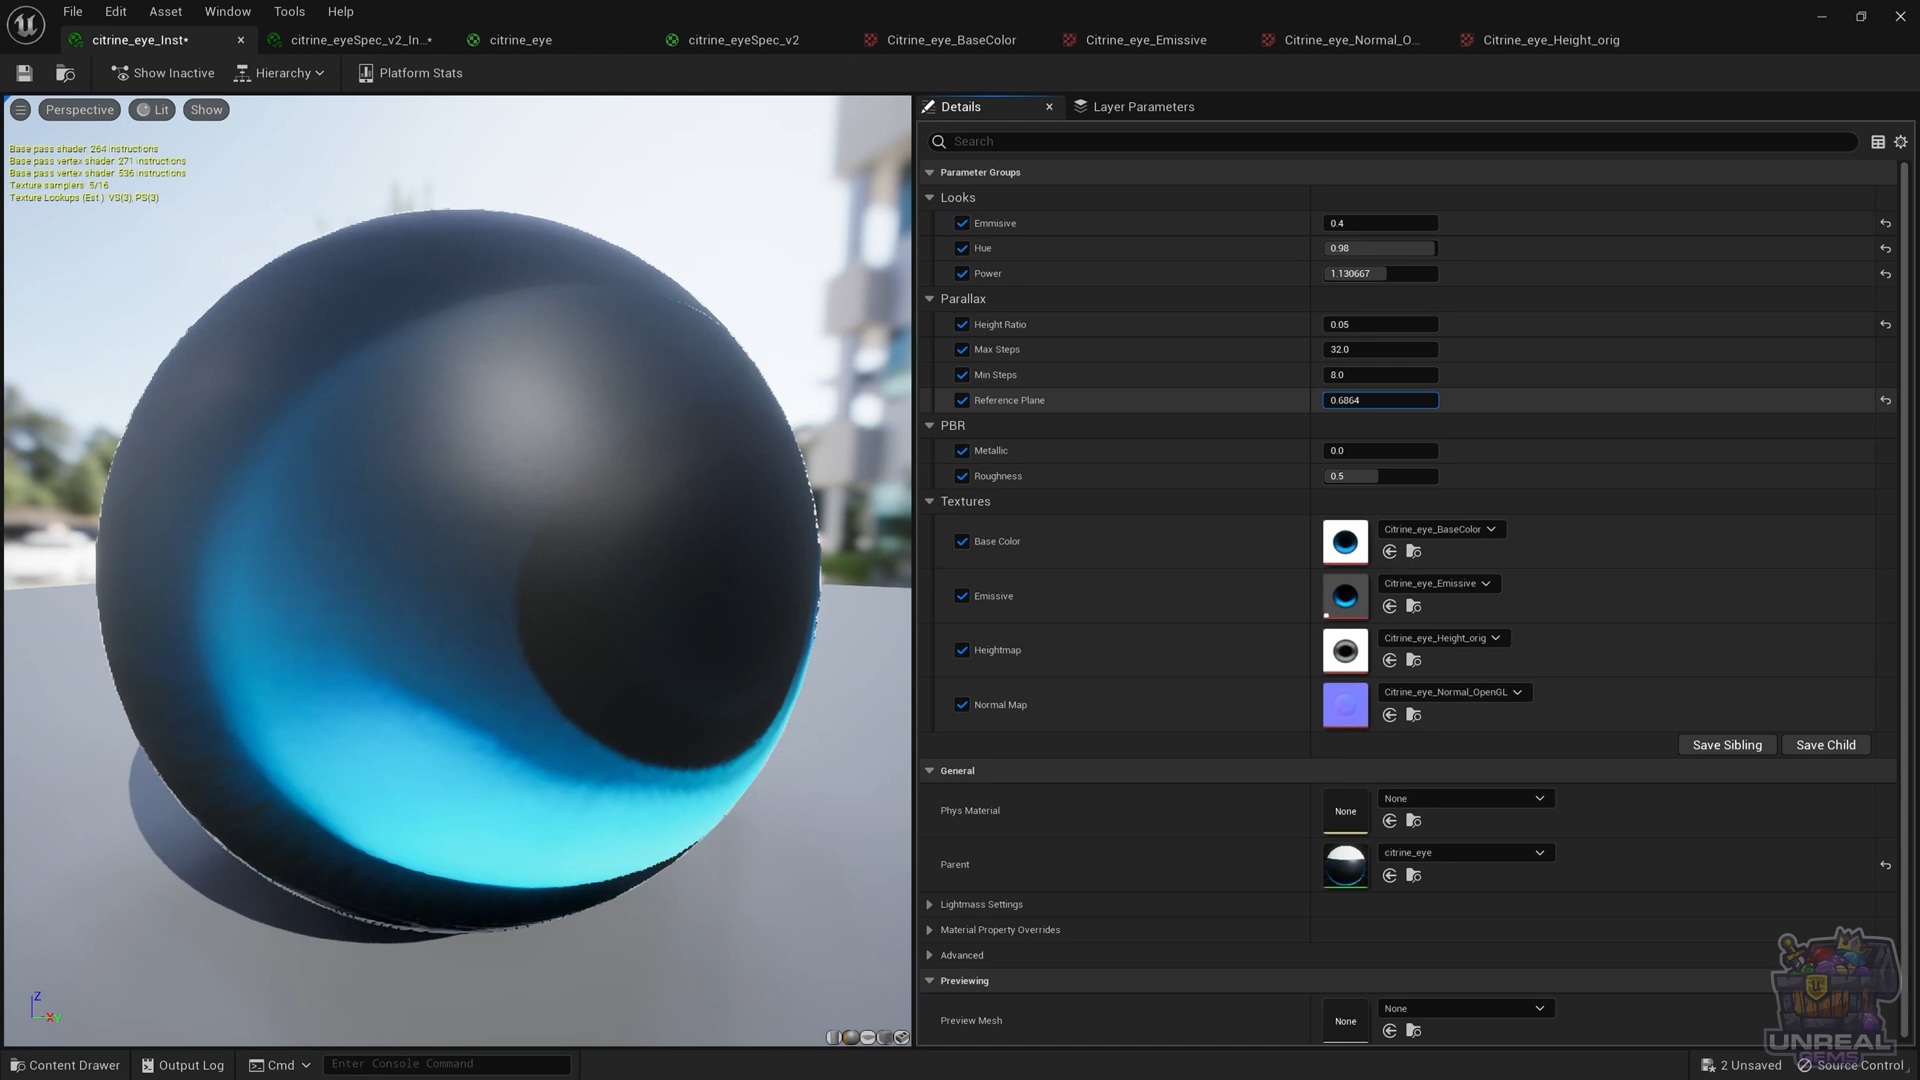 File Edit Asset Window Tools Help
citrine_eye_Inst* citrine_eyeSpec_v2_In...* citrine_eye citrine_eyeSpec_v2 Citrine_eye_BaseColor Citrine_eye_Emissive Citrine_eye_Normal_O... Citrine_eye_Height_orig
Show Inactive Hierarchy Platform Stats
Perspective Lit Show
Base pass shader: 264 instructions
Base pass vertex shader: 271 instructions
Base pass vertex shader: 536 instructions
Texture samplers: 5/16
Texture Lookups (Est.): VS(3), PS(3)
Z
X Y
Details Layer Parameters
Search
Parameter Groups
Looks
Emmisive 0.4
Hue 0.98
Power 1.130667
Parallax
Height Ratio 0.05
Max Steps 32.0
Min Steps 8.0
Reference Plane 0.6864
PBR
Metallic 0.0
Roughness 0.5
Textures
Base Color Citrine_eye_BaseColor
Emissive Citrine_eye_Emissive
Heightmap Citrine_eye_Height_orig
Normal Map Citrine_eye_Normal_OpenGL
Save Sibling Save Child
General
Phys Material None None
Parent citrine_eye
Lightmass Settings
Material Property Overrides
Advanced
Previewing
Preview Mesh None None
UNREAL
GEMS
Content Drawer Output Log Cmd Enter Console Command 2 Unsaved Source Control